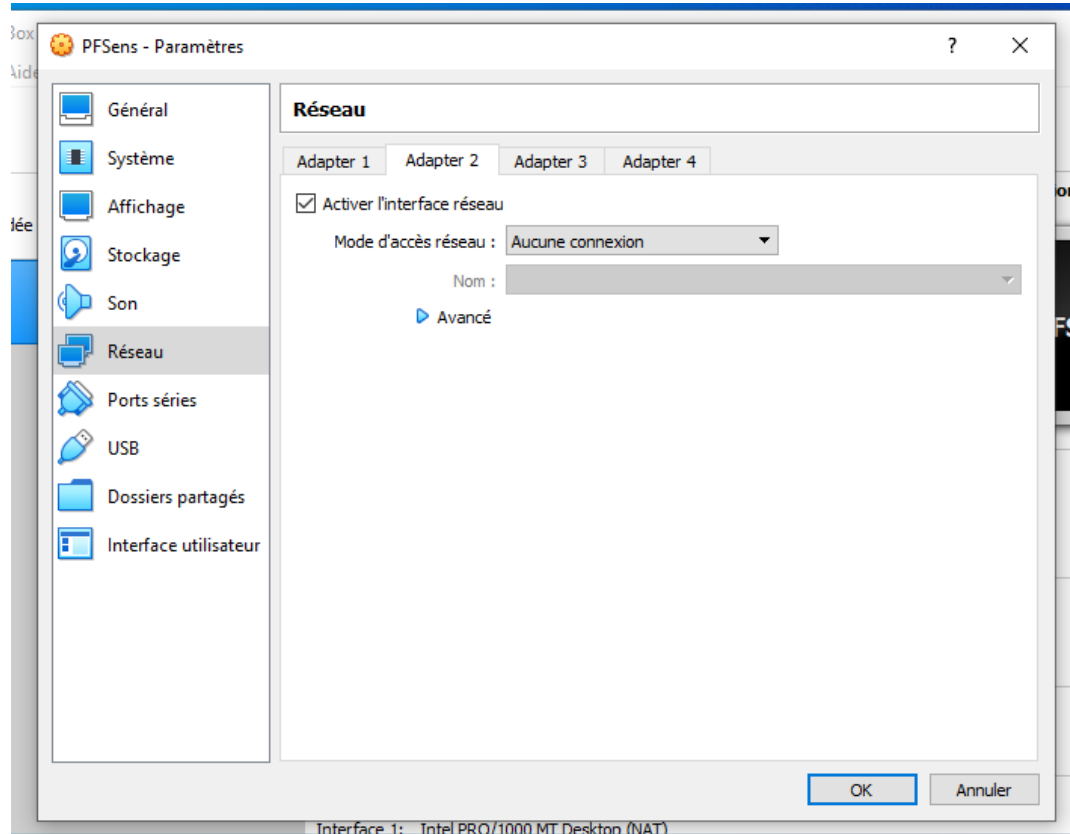 Box
PFSens - Paramètres
?
Aide
Général
Système
Affichage
Stockage
Son
Réseau
Ports séries
USB
Dossiers partagés
Interface utilisateur
Réseau
Adapter 1
Adapter 2
Adapter 3
Adapter 4
Activer l'interface réseau
Mode d'accès réseau :
Aucune connexion
Nom :
Avancé
OK
Annuler
Interface 1: Intel PRO/1000 MT Desktop (NAT)